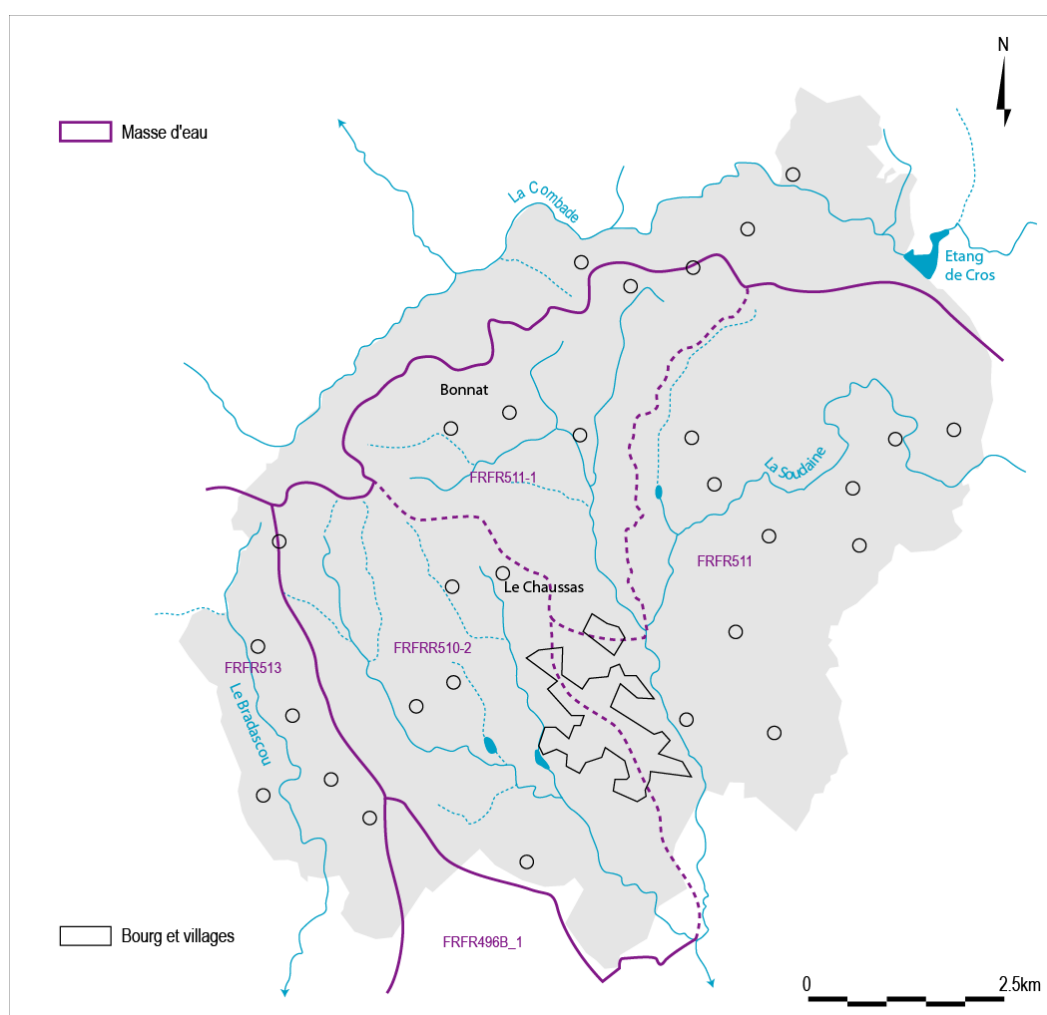 N
Masse d'eau
La Combade
Etang
de Cros
Bonnat
La Soudaine
FRFR511-1
FRFR511
Le Chaussas
FRFRR510-2
FRFR513
Le Bradascou
Bourg et villages
FRFR496B_1
0
2.5km